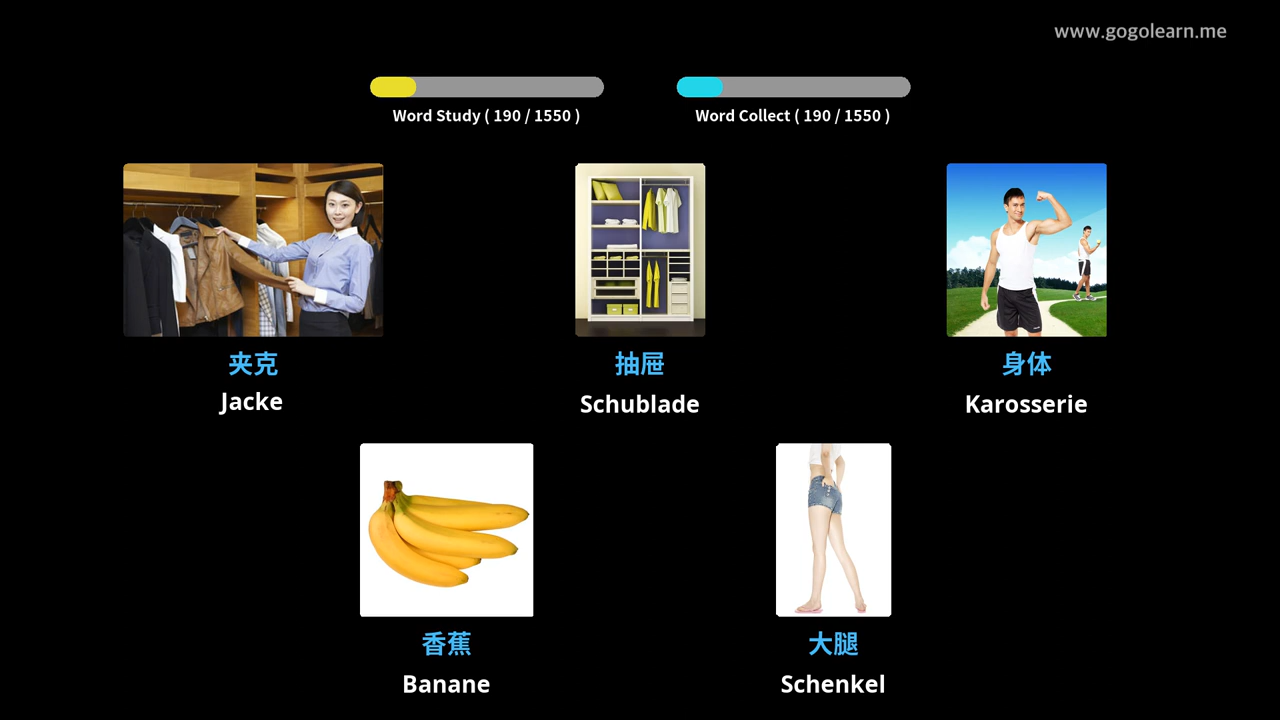 www.gogolearn.me
Word Study ( 190 / 1550 )
Word Collect ( 190 / 1550 )
夹克
Jacke
抽屉
Schublade
身体
Karosserie
香蕉
Banane
大腿
Schenkel